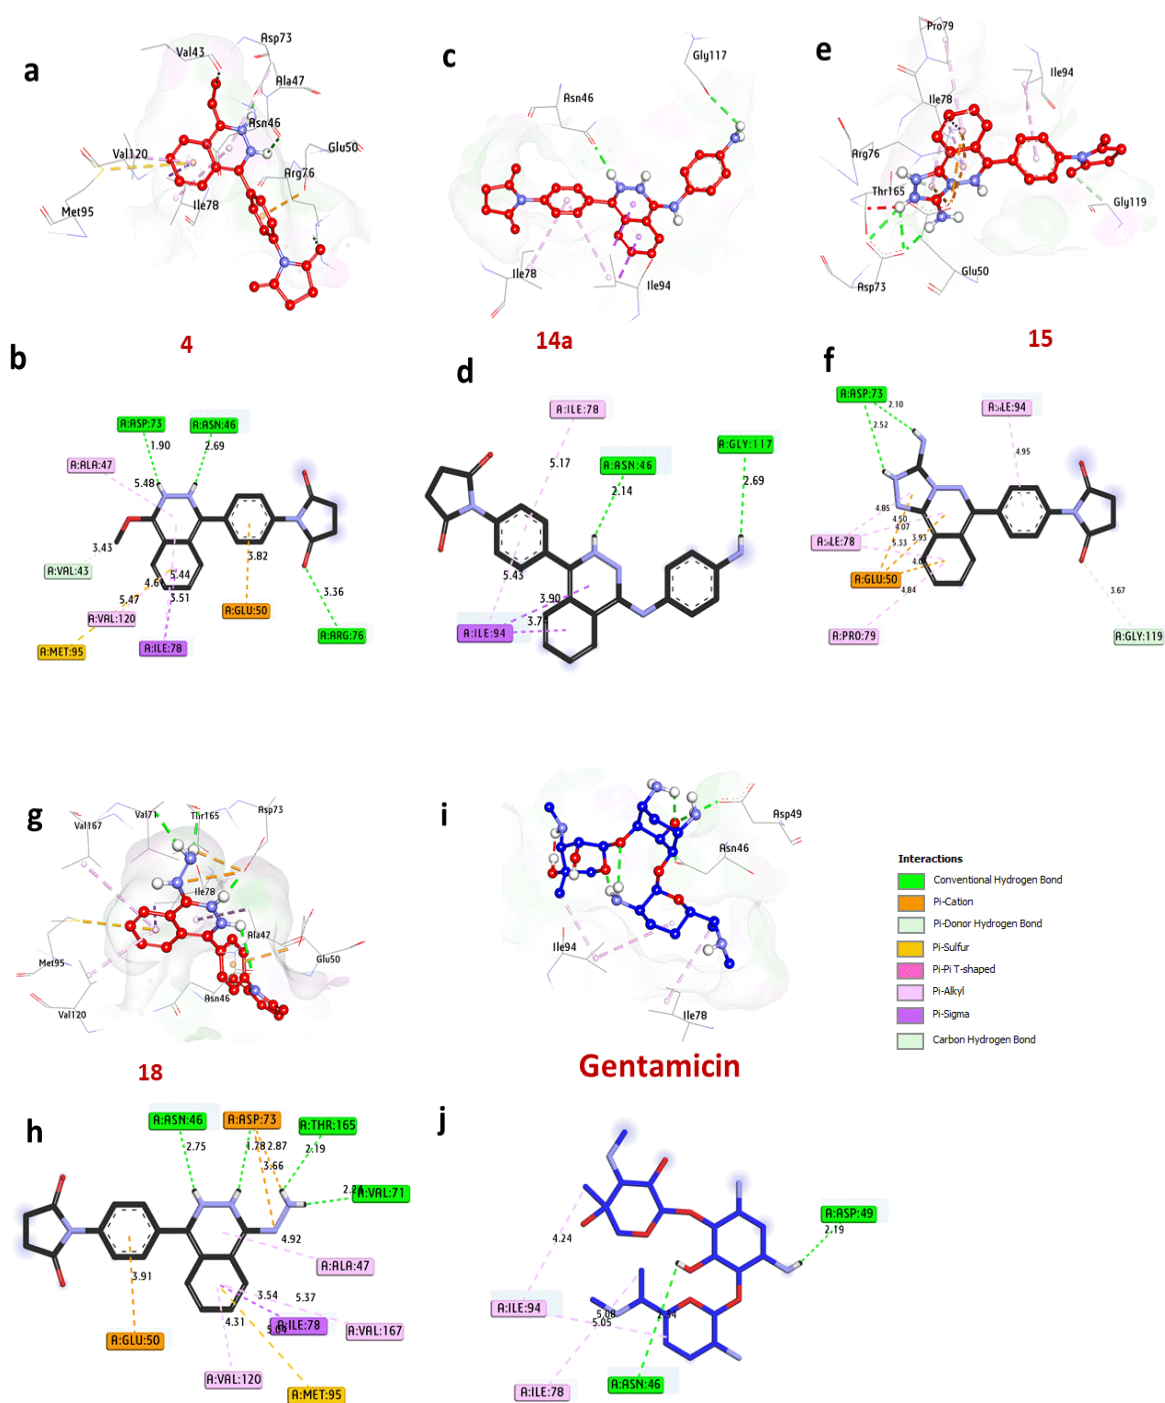 a
Val43
Asp73
Ala47
Asn46
Glu50
Val120
Arg76
Ile78
Met95
4
c
Gly117
Asn46
Ile78
Ile94
14a
e
Pro79
Ile94
Ile78
Arg76
Thr165
Gly119
Glu50
Asp73
15
b
A:ASP:73
A:ASN:46
1.90
2.69
A:ALA:47
5.48
3.43
3.82
A:VAL:43
4.6
5.44
5.47
3.51
3.36
A:VAL:120
A:GLU:50
A:ARG:76
A:MET:95
A:ILE:78
d
A:ILE:78
A:GLY:117
5.17
A:ASN:46
2.14
2.69
5.43
3.90
A:ILE:94
f
A:ASP:73
2.10
2.52
4.95
4.85
4.50
4.07
5.33
3.93
A:GLU:50
4.84
3.67
A:PRO:79
A:GLY:119
g
Val71
Thr165
Asp73
Val167
Ile78
Ala47
Met95
Glu50
Asn46
Val120
18
i
Asp49
Asn46
Ile94
Ile78
Gentamicin
Interactions
Conventional Hydrogen Bond
Pi-Cation
Pi-Donor Hydrogen Bond
Pi-Sulfur
Pi-Pi T-shaped
Pi-Alkyl
Pi-Sigma
Carbon Hydrogen Bond
h
A:ASN:46
A:ASP:73
A:THR:165
2.75
1.78
2.87
2.19
3.66
A:VAL:71
4.92
A:ALA:47
3.91
3.54
5.37
4.31
A:ILE:78
A:VAL:167
A:GLU:50
A:VAL:120
A:MET:95
j
A:ASP:49
2.19
4.24
A:ILE:94
5.05
A:ILE:78
A:ASN:46